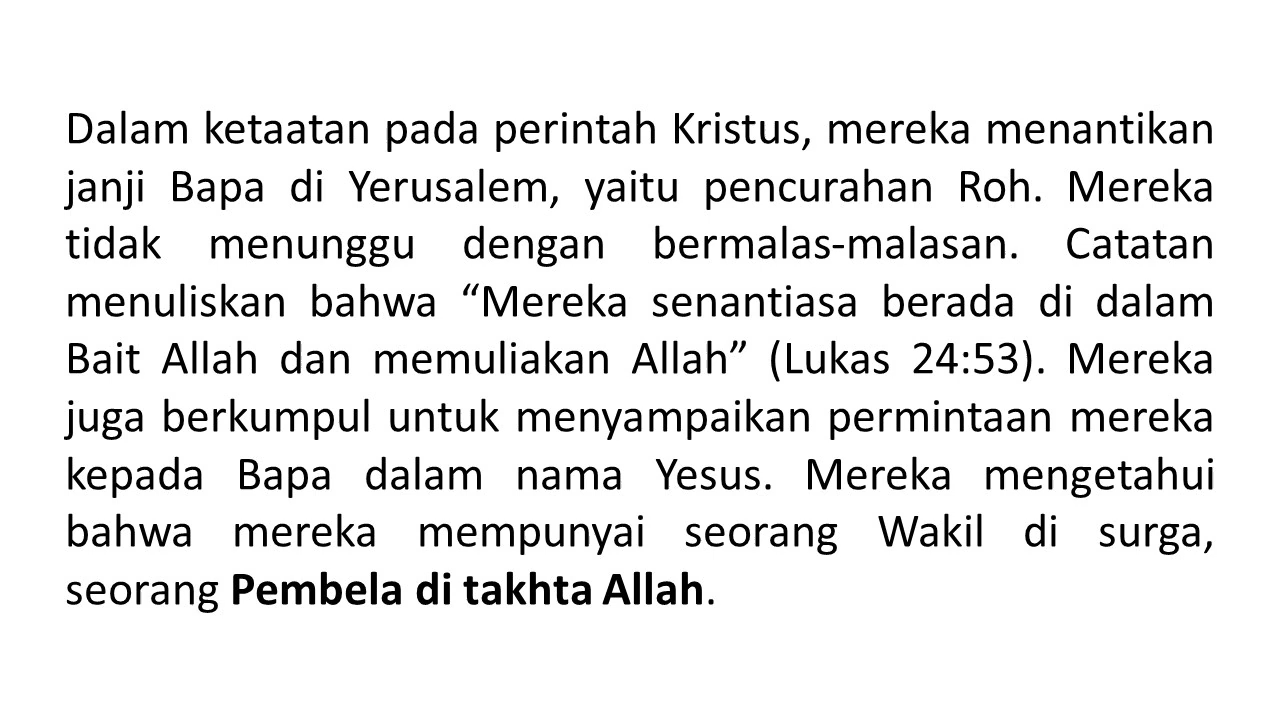 Dalam ketaatan pada perintah Kristus, mereka menantikan
janji Bapa di Yerusalem, yaitu pencurahan Roh. Mereka
tidak menunggu dengan bermalas-malasan. Catatan
menuliskan bahwa “Mereka senantiasa berada di dalam
Bait Allah dan memuliakan Allah” (Lukas 24:53). Mereka
juga berkumpul untuk menyampaikan permintaan mereka
kepada Bapa dalam nama Yesus. Mereka mengetahui
bahwa mereka mempunyai seorang Wakil di surga,
seorang Pembela di takhta Allah.